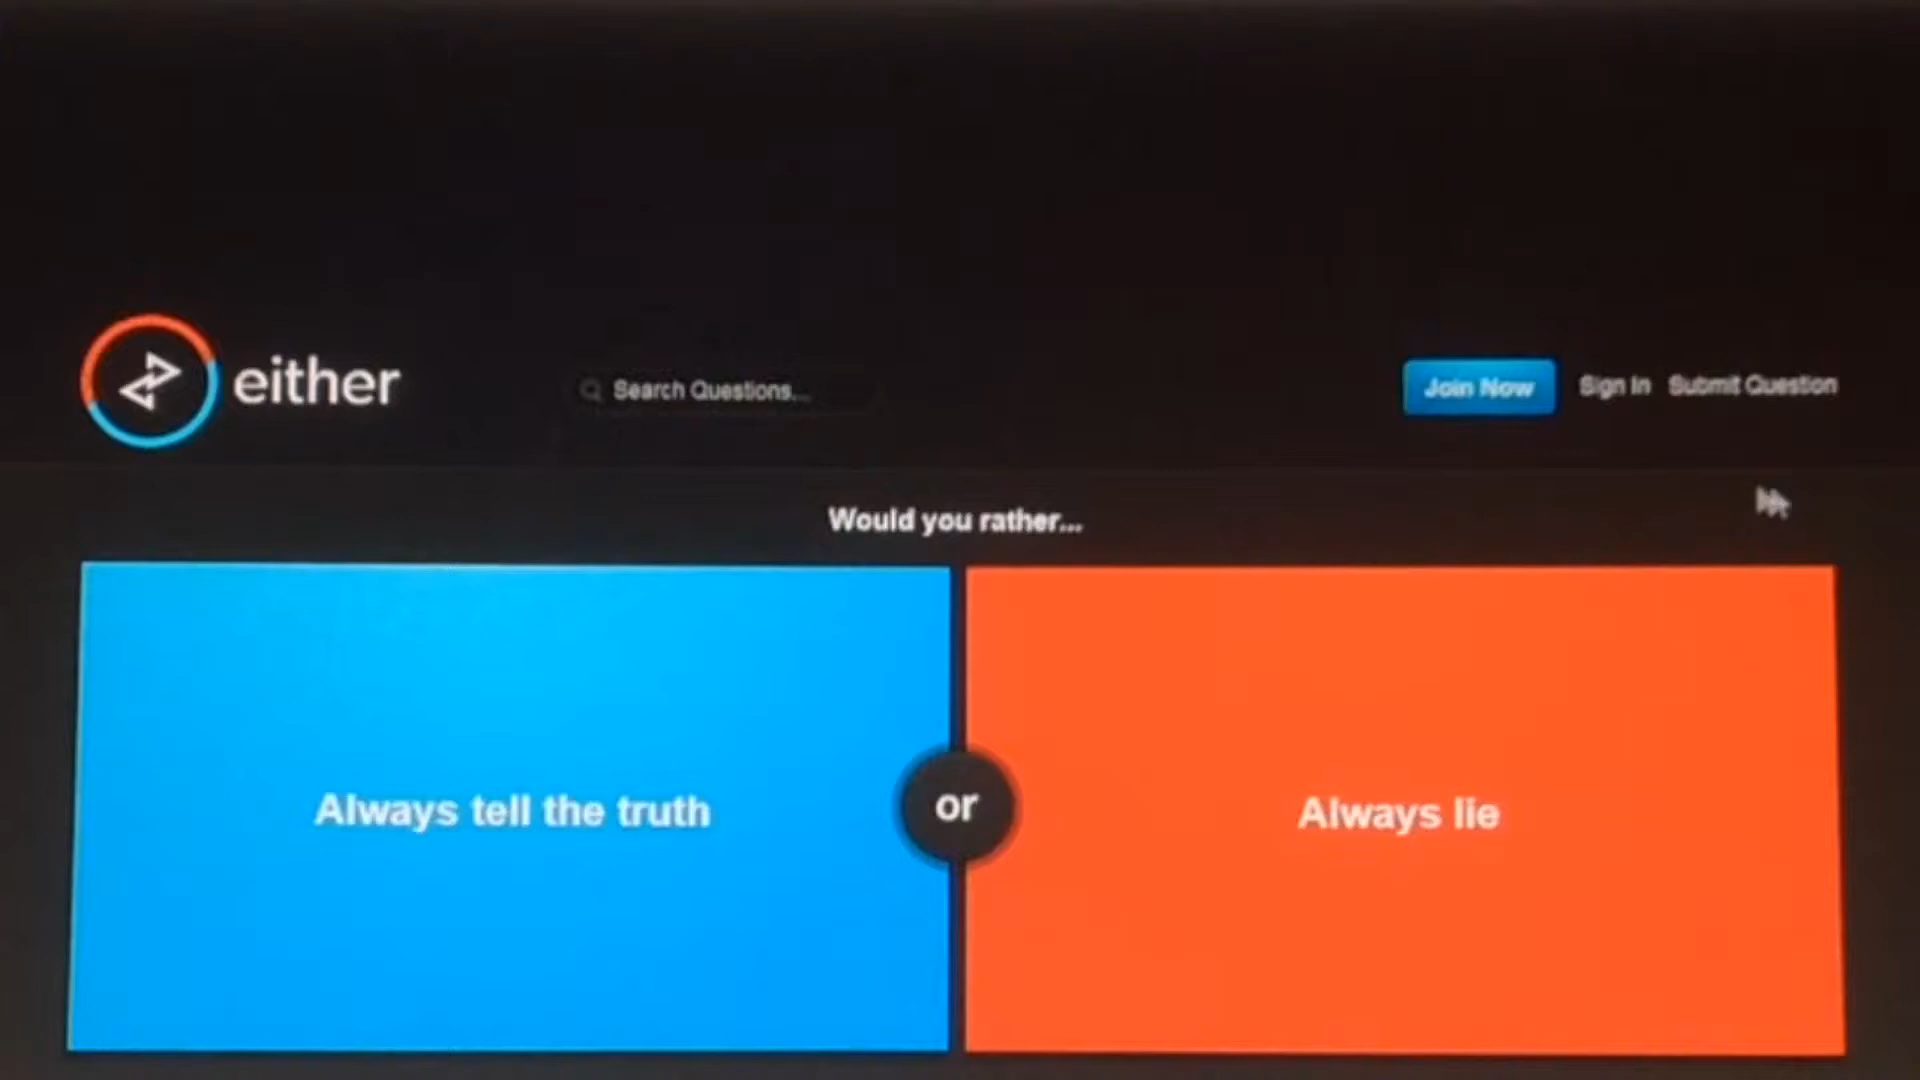 either
Search Questions...
Join Now Sign In Submit Question
Would you rather...
Always tell the truth or Always lie